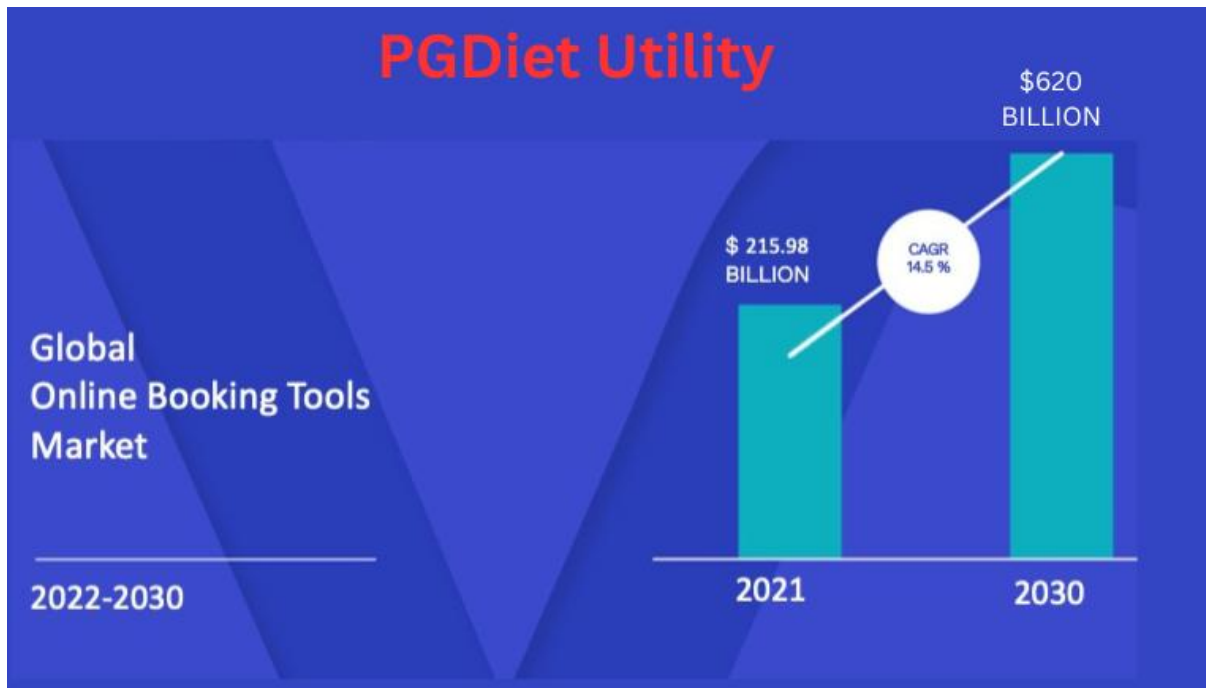 PGDiet Utility
$620
BILLION
$ 215.98
BILLION
CAGR
14.5 %
Global
Online Booking Tools
Market
2022-2030
2021
2030